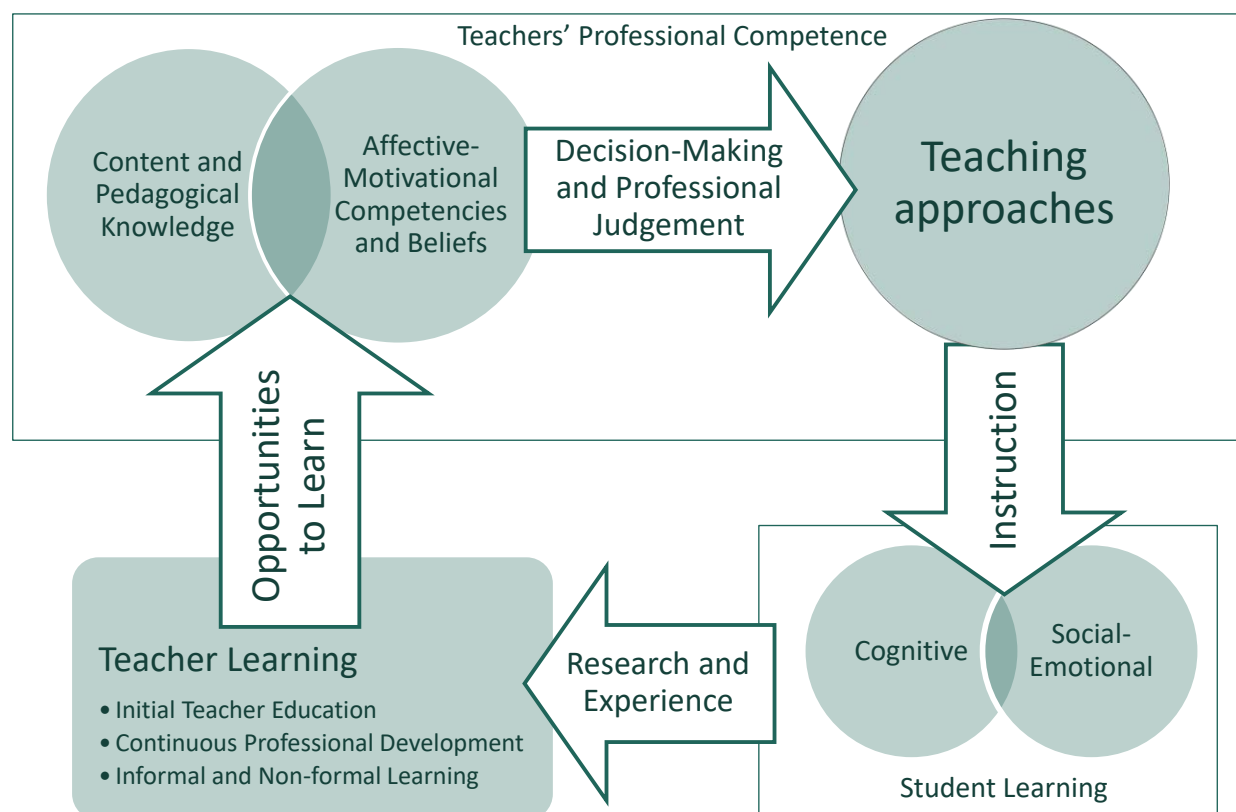 Teachers’ Professional Competence
Content and
Pedagogical
Knowledge
Affective-
Motivational
Competencies
and Beliefs
Decision-Making
and Professional
Judgement
Teaching
approaches
Opportunities
to Learn
Instruction
Teacher Learning
• Initial Teacher Education
• Continuous Professional Development
• Informal and Non-formal Learning
Research and
Experience
Cognitive
Social-
Emotional
Student Learning